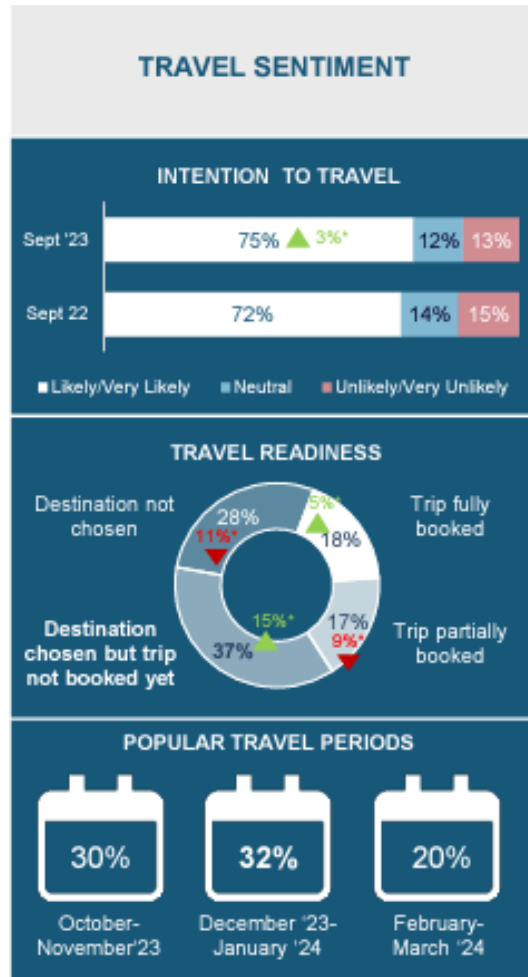 TRAVEL SENTIMENT
INTENTION TO TRAVEL
Sept '23
75% 3%* 12% 13%
Sept 22
72% 14% 15%
Likely/Very Likely Neutral Unlikely/Very Unlikely
TRAVEL READINESS
Destination not
chosen
28%
11%*
5%*
18%
Trip fully
booked
Destination
chosen but trip
not booked yet
15%*
37%
17%
9%*
Trip partially
booked
POPULAR TRAVEL PERIODS
30% 32% 20%
October-
November'23
December '23-
January '24
February-
March '24